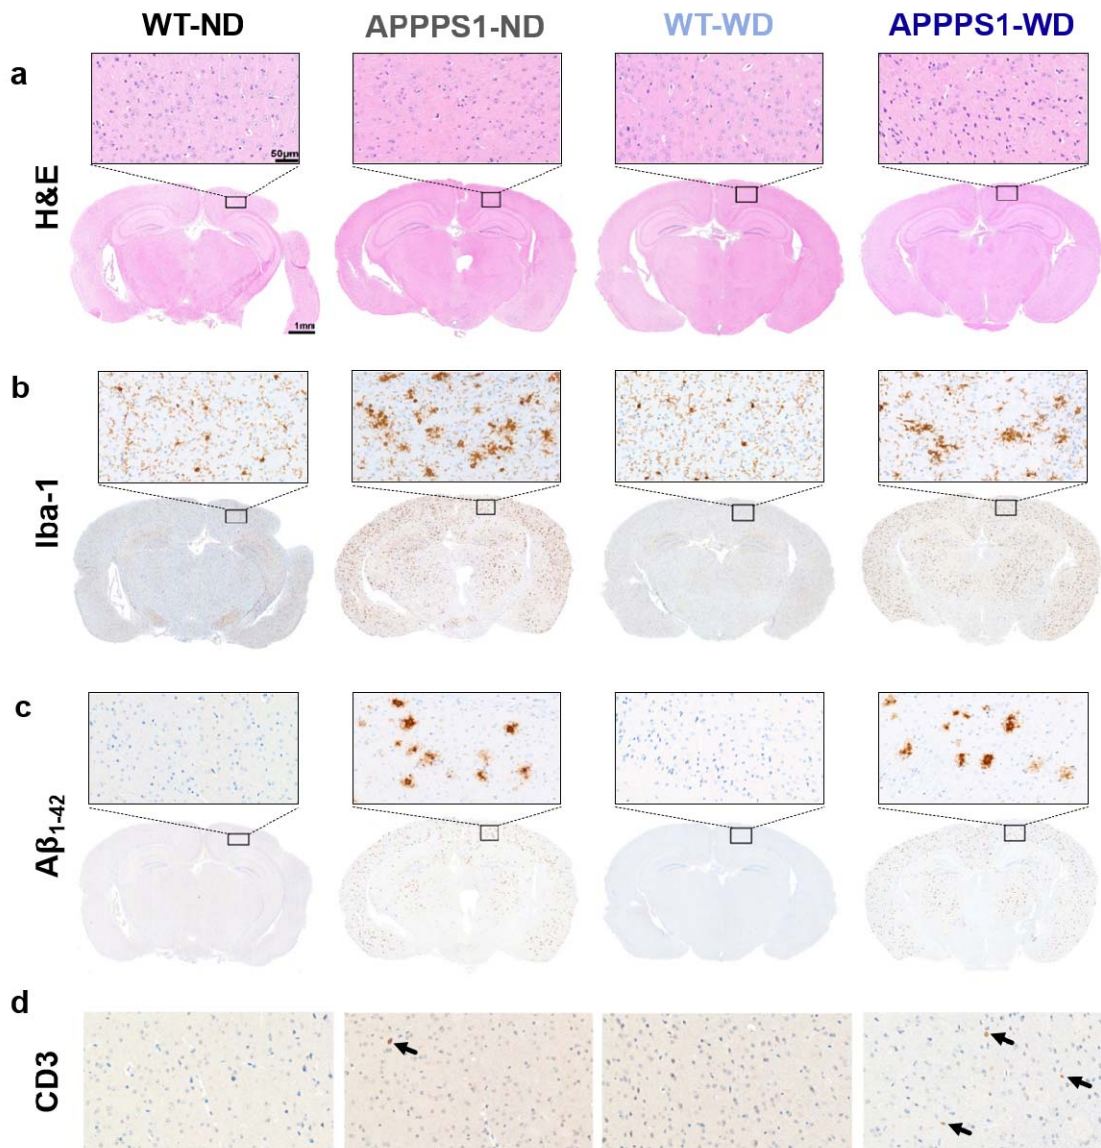 WT-ND APPPS1-ND WT-WD APPPS1-WD
a
H&E
50µm
1mm
b
Iba-1
c
Aβ1-42
d
CD3